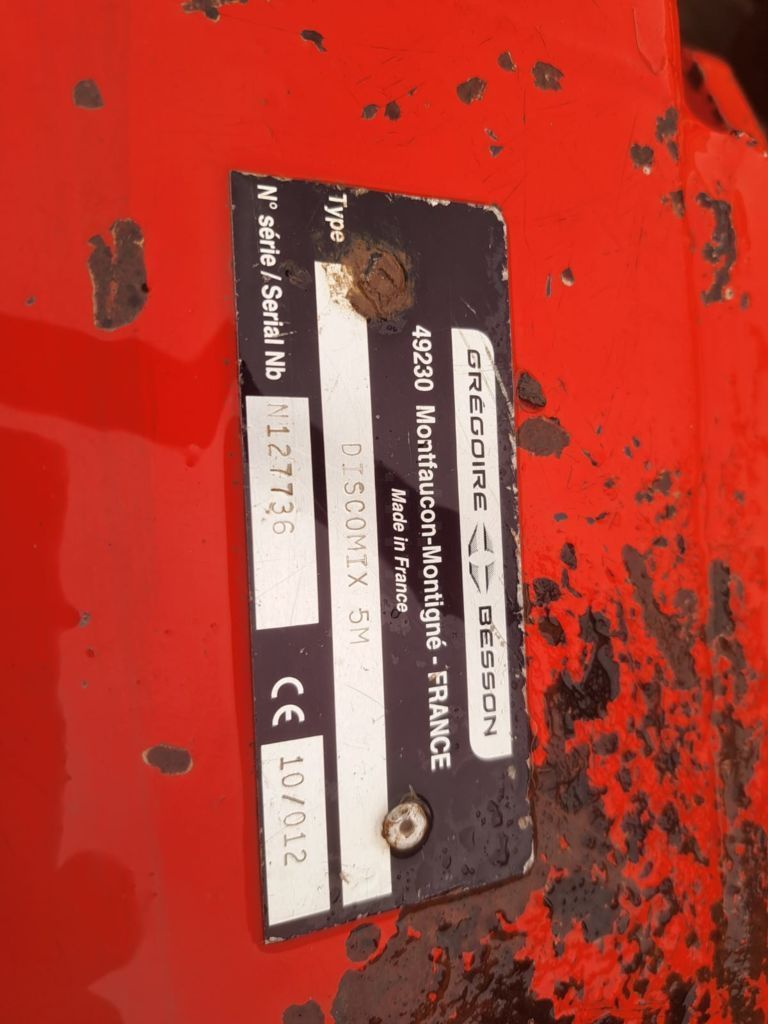 GRÉGOIRE BESSON
49230 Montfaucon-Montigné - FRANCE
Made in France
Type DISCOMIX 5M
N° série / Serial Nb N127736 CE 10/012